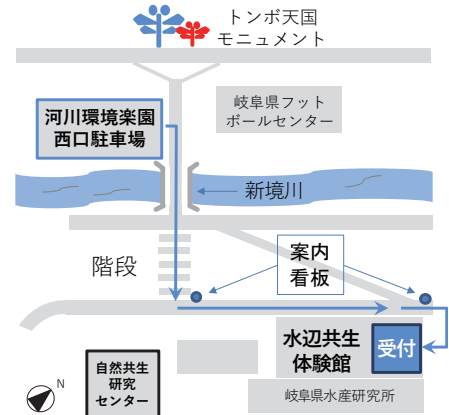 トンボ天国
モニュメント
河川環境楽園
西口駐車場
岐阜県フット
ボールセンター
新境川
階段
案内
看板
水辺共生
体験館
受付
自然共生
研究
センター
N
岐阜県水産研究所